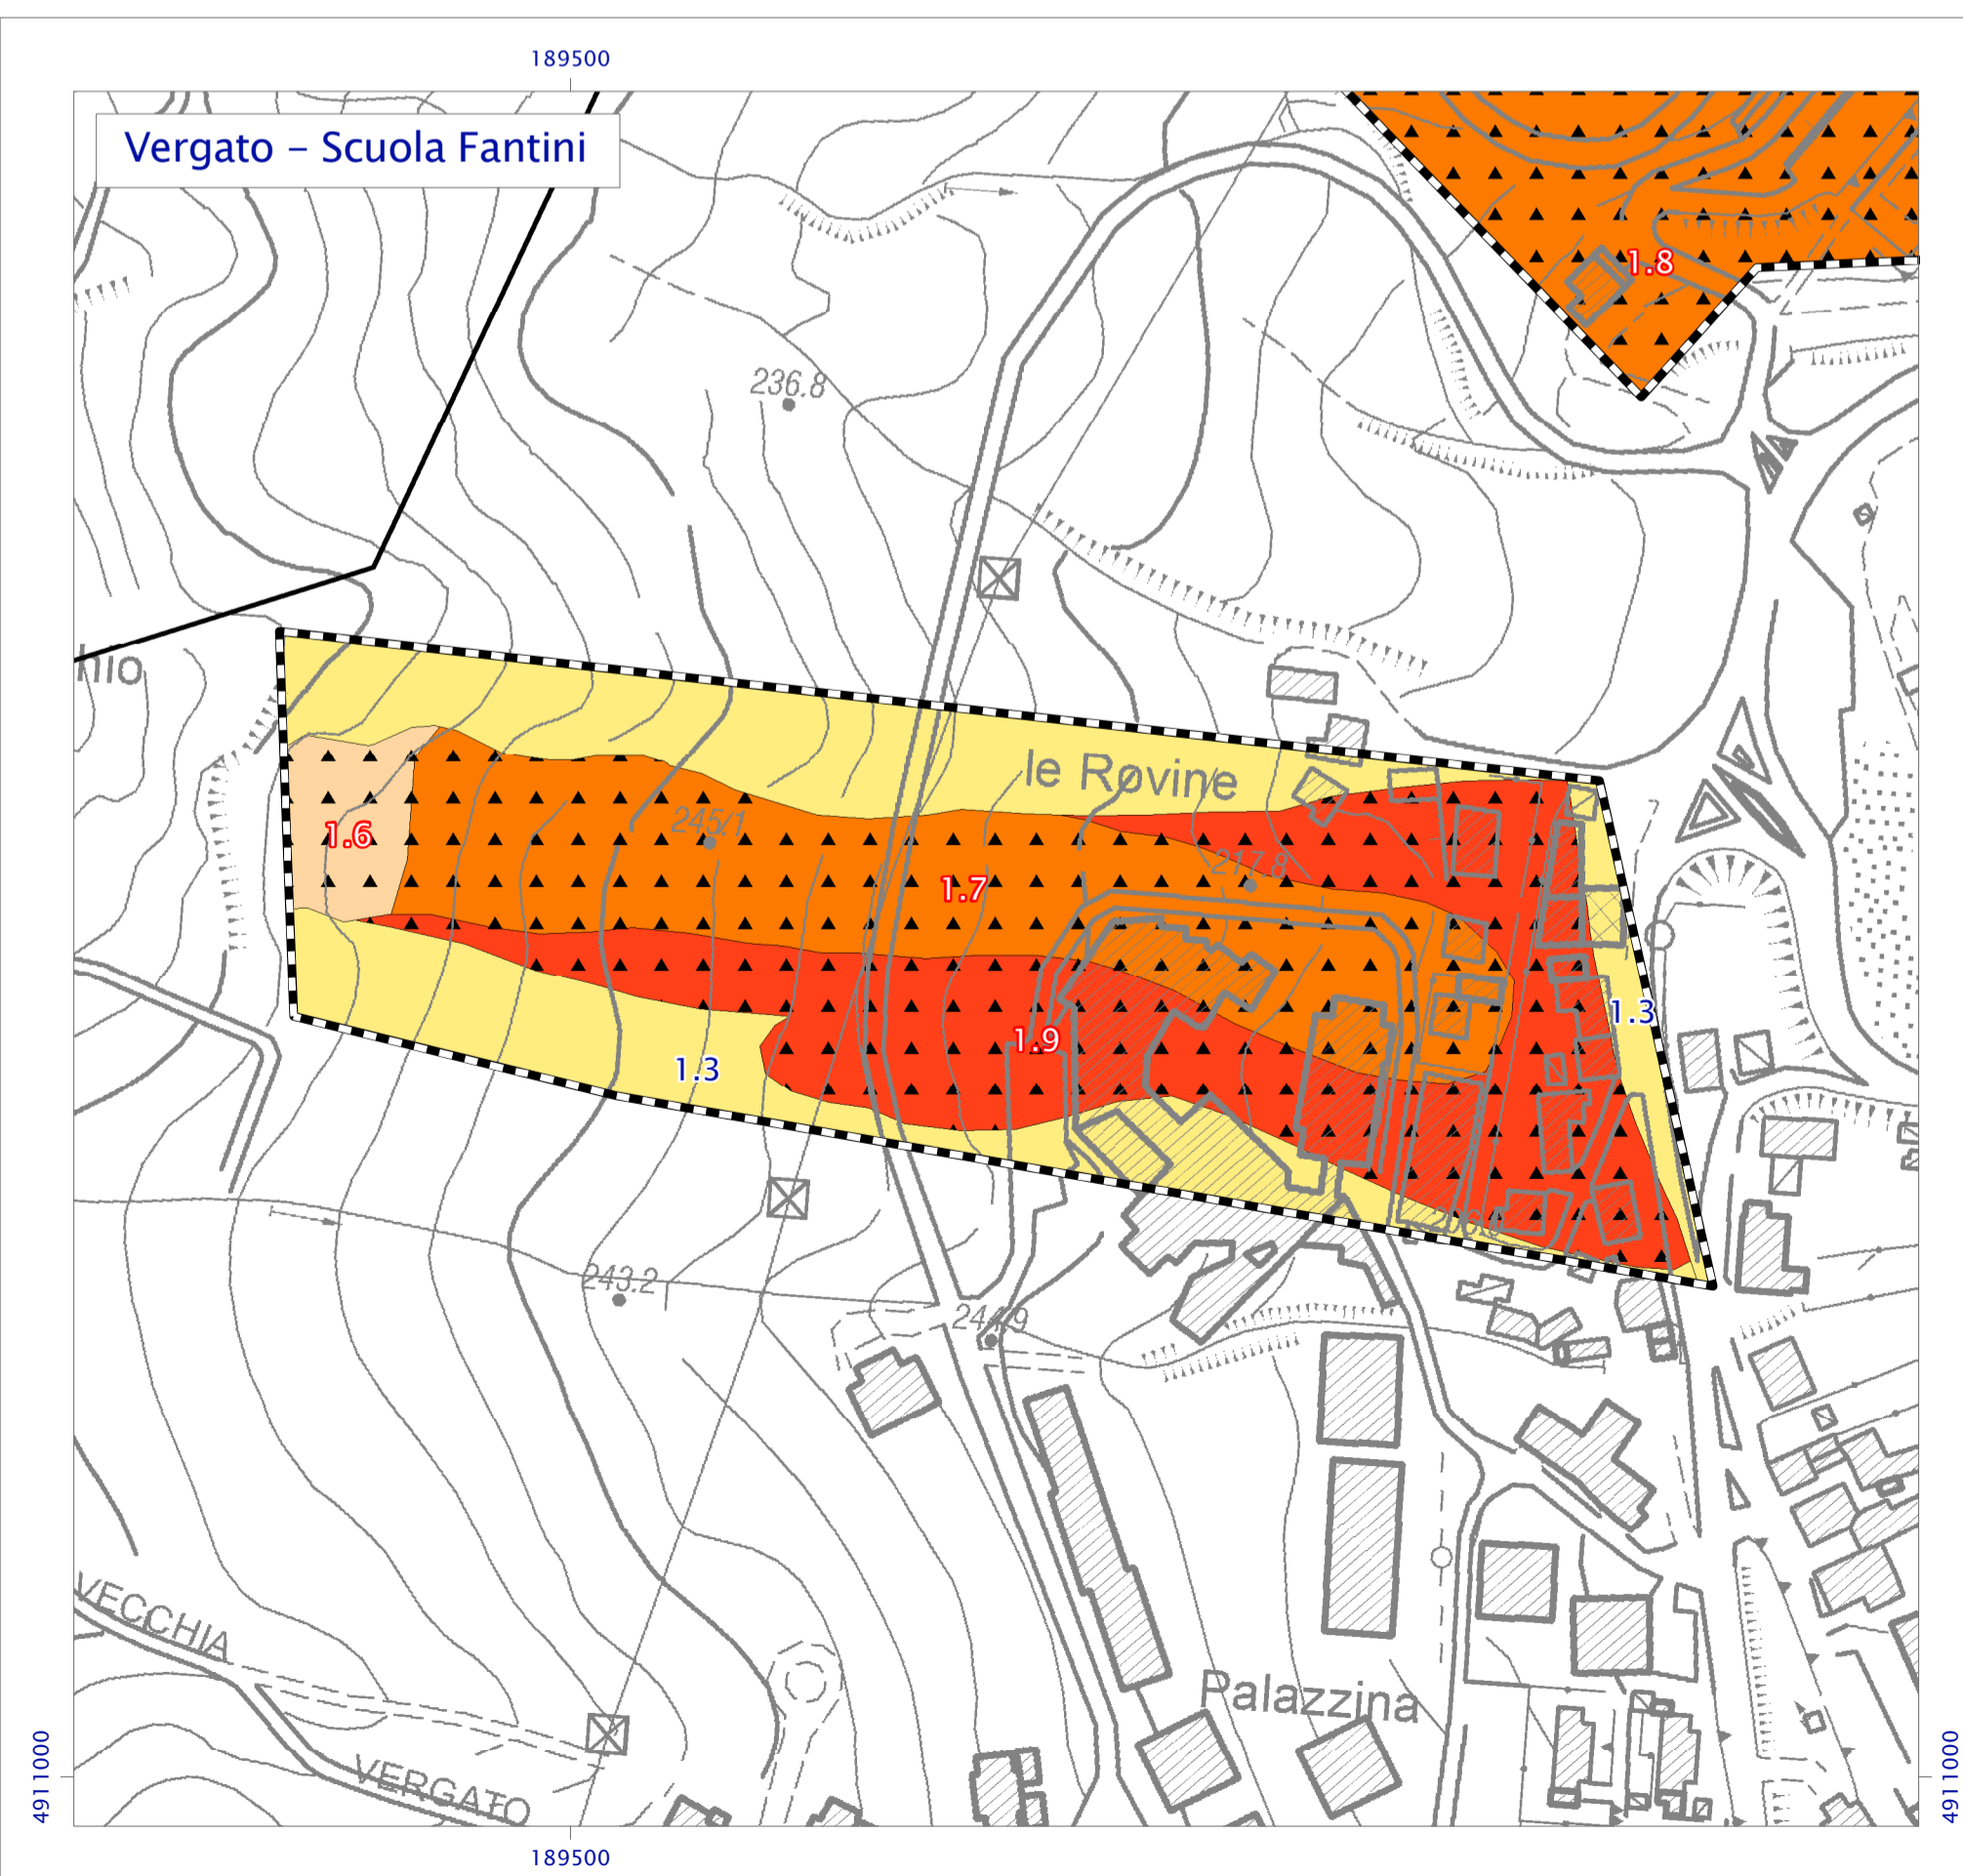 189500
Vergato – Scuola Fantini
1.8
236.8
hio
le Rovine
245.1
1.6
217.8
1.7
1.3
1.9
1.3
243.2
244.9
VECCHIA
Palazzina
VERGATO
4911000
4911000
189500